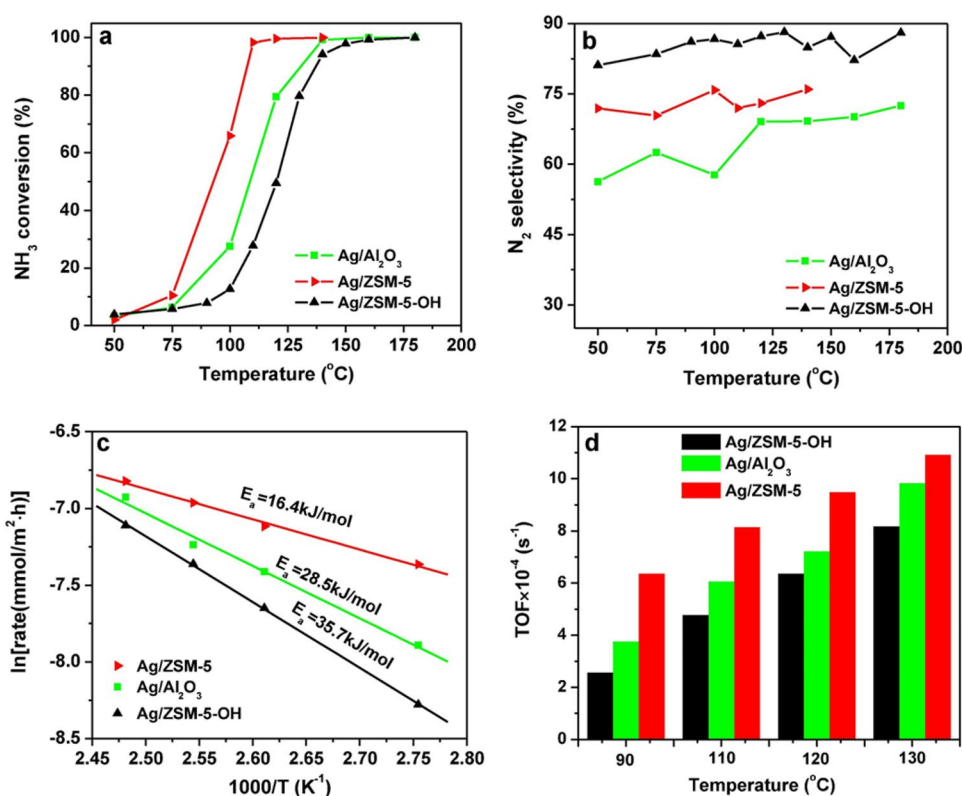 a
NH3 conversion (%)
100
80
60
40
20
0
Ag/Al2O3
Ag/ZSM-5
Ag/ZSM-5-OH
50 75 100 125 150 175 200
Temperature (oC)
b
N2 selectivity (%)
90
75
60
45
30
Ag/Al2O3
Ag/ZSM-5
Ag/ZSM-5-OH
50 75 100 125 150 175 200
Temperature (oC)
c
ln[rate(mmol/m2·h)]
-6.5
-7.0
-7.5
-8.0
-8.5
Ea=16.4kJ/mol
Ea=28.5kJ/mol
Ea=35.7kJ/mol
Ag/ZSM-5
Ag/Al2O3
Ag/ZSM-5-OH
2.45 2.50 2.55 2.60 2.65 2.70 2.75 2.80
1000/T (K-1)
d
TOF×10-4 (s-1)
12
10
8
6
4
2
0
Ag/ZSM-5-OH
Ag/Al2O3
Ag/ZSM-5
90 110 120 130
Temperature (oC)